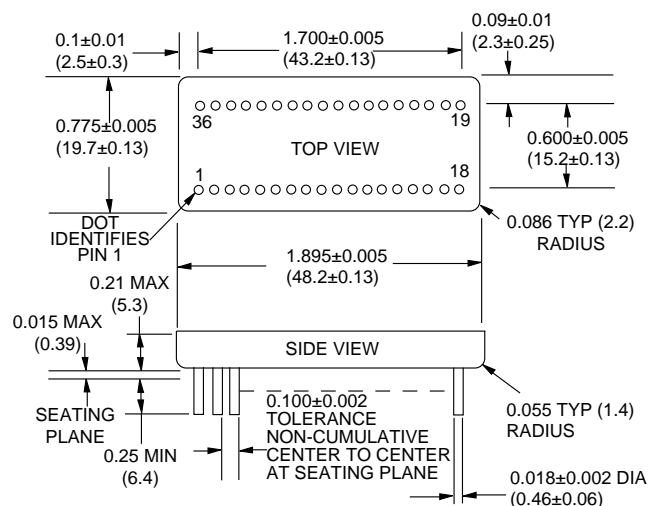 0.1±0.01
(2.5±0.3)
1.700±0.005
(43.2±0.13)
0.09±0.01
(2.3±0.25)
0.775±0.005
(19.7±0.13)
36
19
TOP VIEW
0.600±0.005
(15.2±0.13)
1
18
DOT
IDENTIFIES
PIN 1
0.086 TYP (2.2)
RADIUS
1.895±0.005
(48.2±0.13)
0.21 MAX
(5.3)
0.015 MAX
(0.39)
SIDE VIEW
SEATING
PLANE
0.25 MIN
(6.4)
0.100±0.002
TOLERANCE
NON-CUMULATIVE
CENTER TO CENTER
AT SEATING PLANE
0.055 TYP (1.4)
RADIUS
0.018±0.002 DIA
(0.46±0.06)